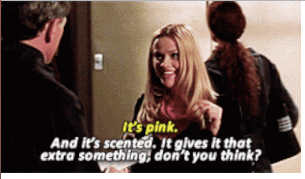 It's pink.
And it's scented. It gives it that
extra something, don't you think?